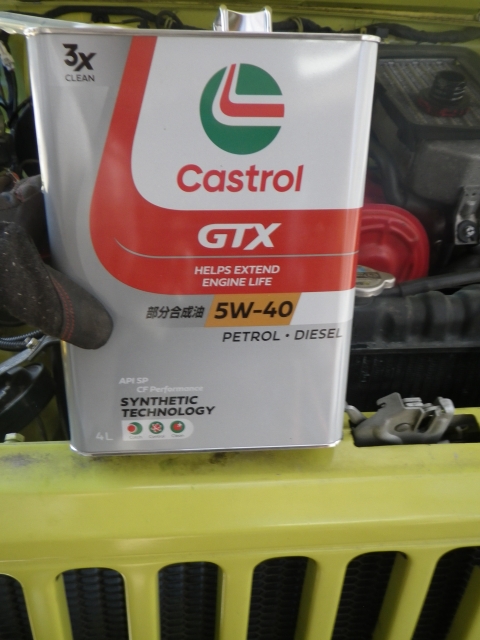 3X
CLEAN
Castrol
GTX
HELPS EXTEND
ENGINE LIFE
部分合成油 5W-40
PETROL • DIESEL
API SP
CF Performance
SYNTHETIC
TECHNOLOGY
4L